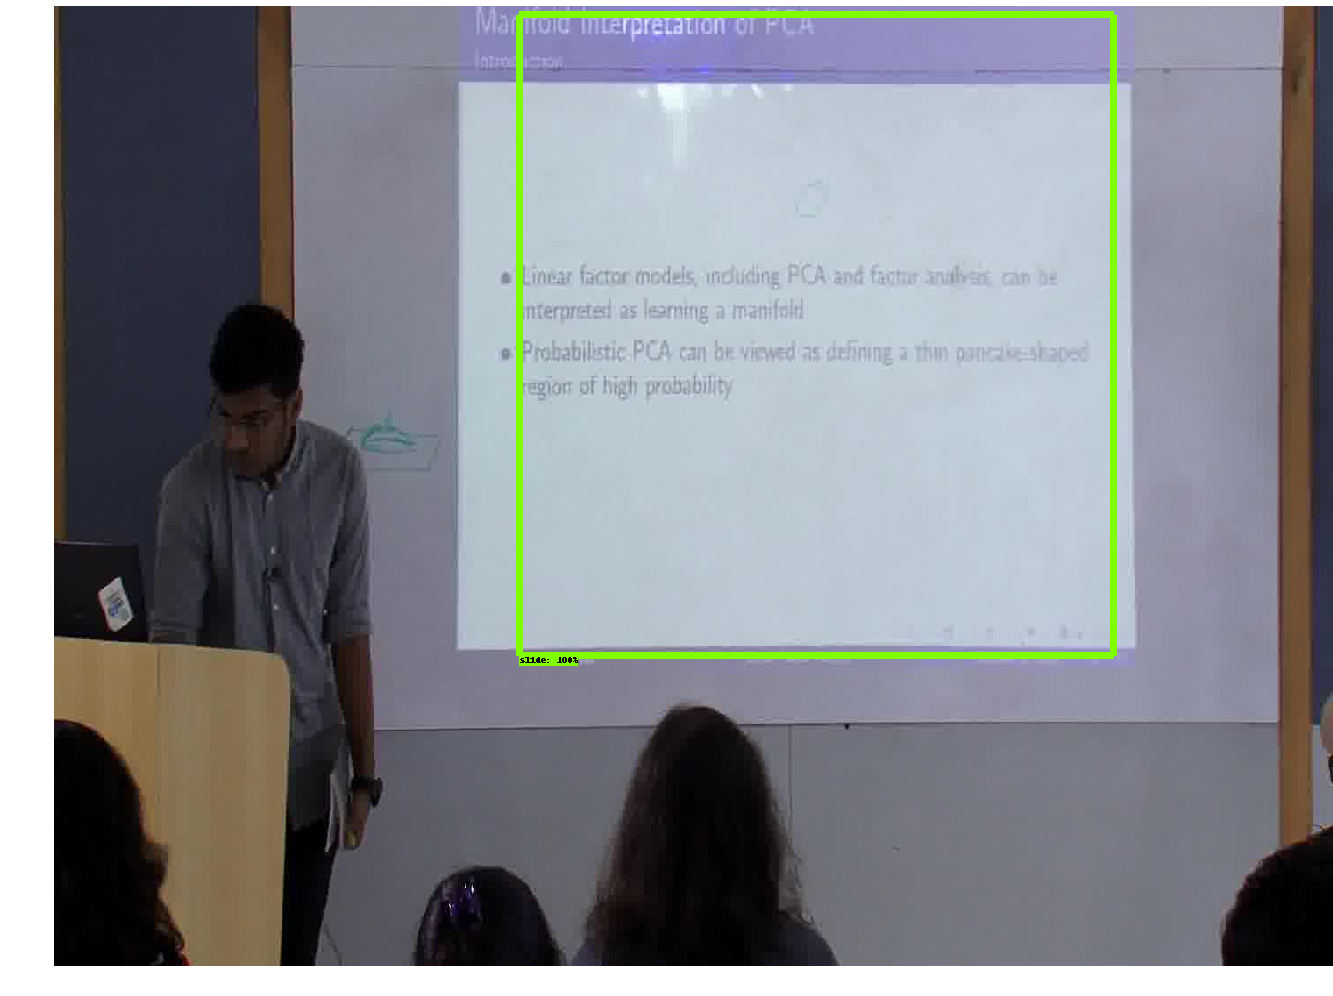 Manifold Interpretation of PCA
Introduction
Linear factor models, including PCA and factor analysis, can be
interpreted as learning a manifold
Probabilistic PCA can be viewed as defining a thin pancake-shaped
region of high probability
slide: 100%